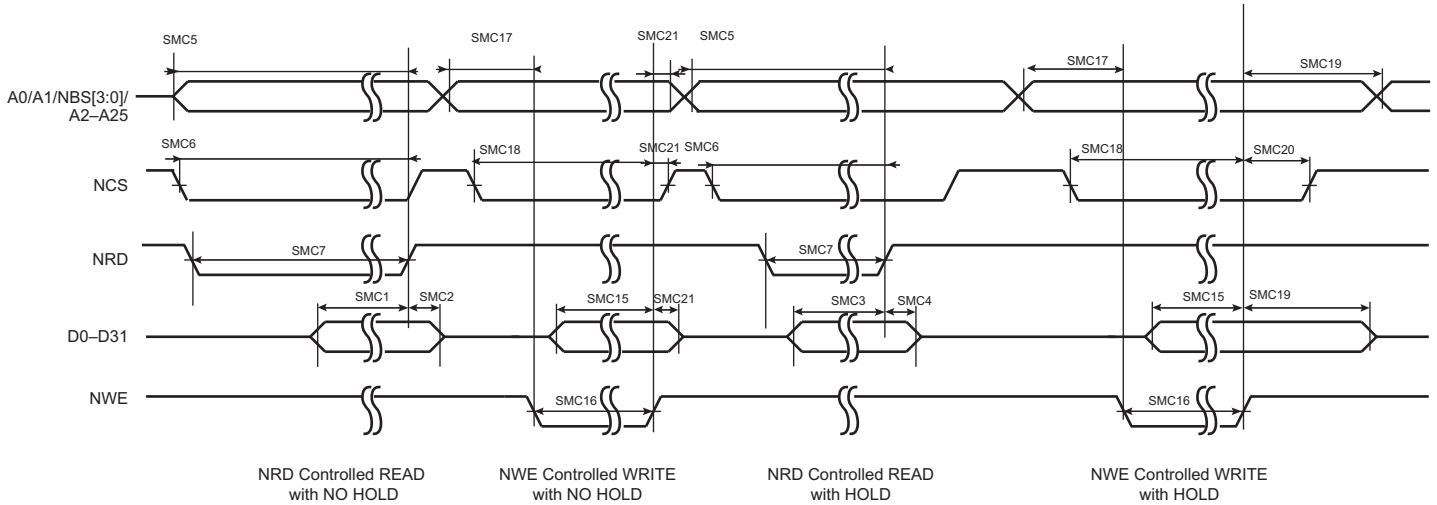 SMC5
SMC17
SMC21
SMC5
SMC17
SMC19
A0/A1/NBS[3:0]/
A2–A25
SMC6
SMC18
SMC21
SMC6
SMC18
SMC20
NCS
SMC7
SMC7
NRD
SMC1
SMC2
SMC15
SMC21
SMC3
SMC4
SMC15
SMC19
D0–D31
NWE
SMC16
SMC16
NRD Controlled READ
with NO HOLD
NWE Controlled WRITE
with NO HOLD
NRD Controlled READ
with HOLD
NWE Controlled WRITE
with HOLD